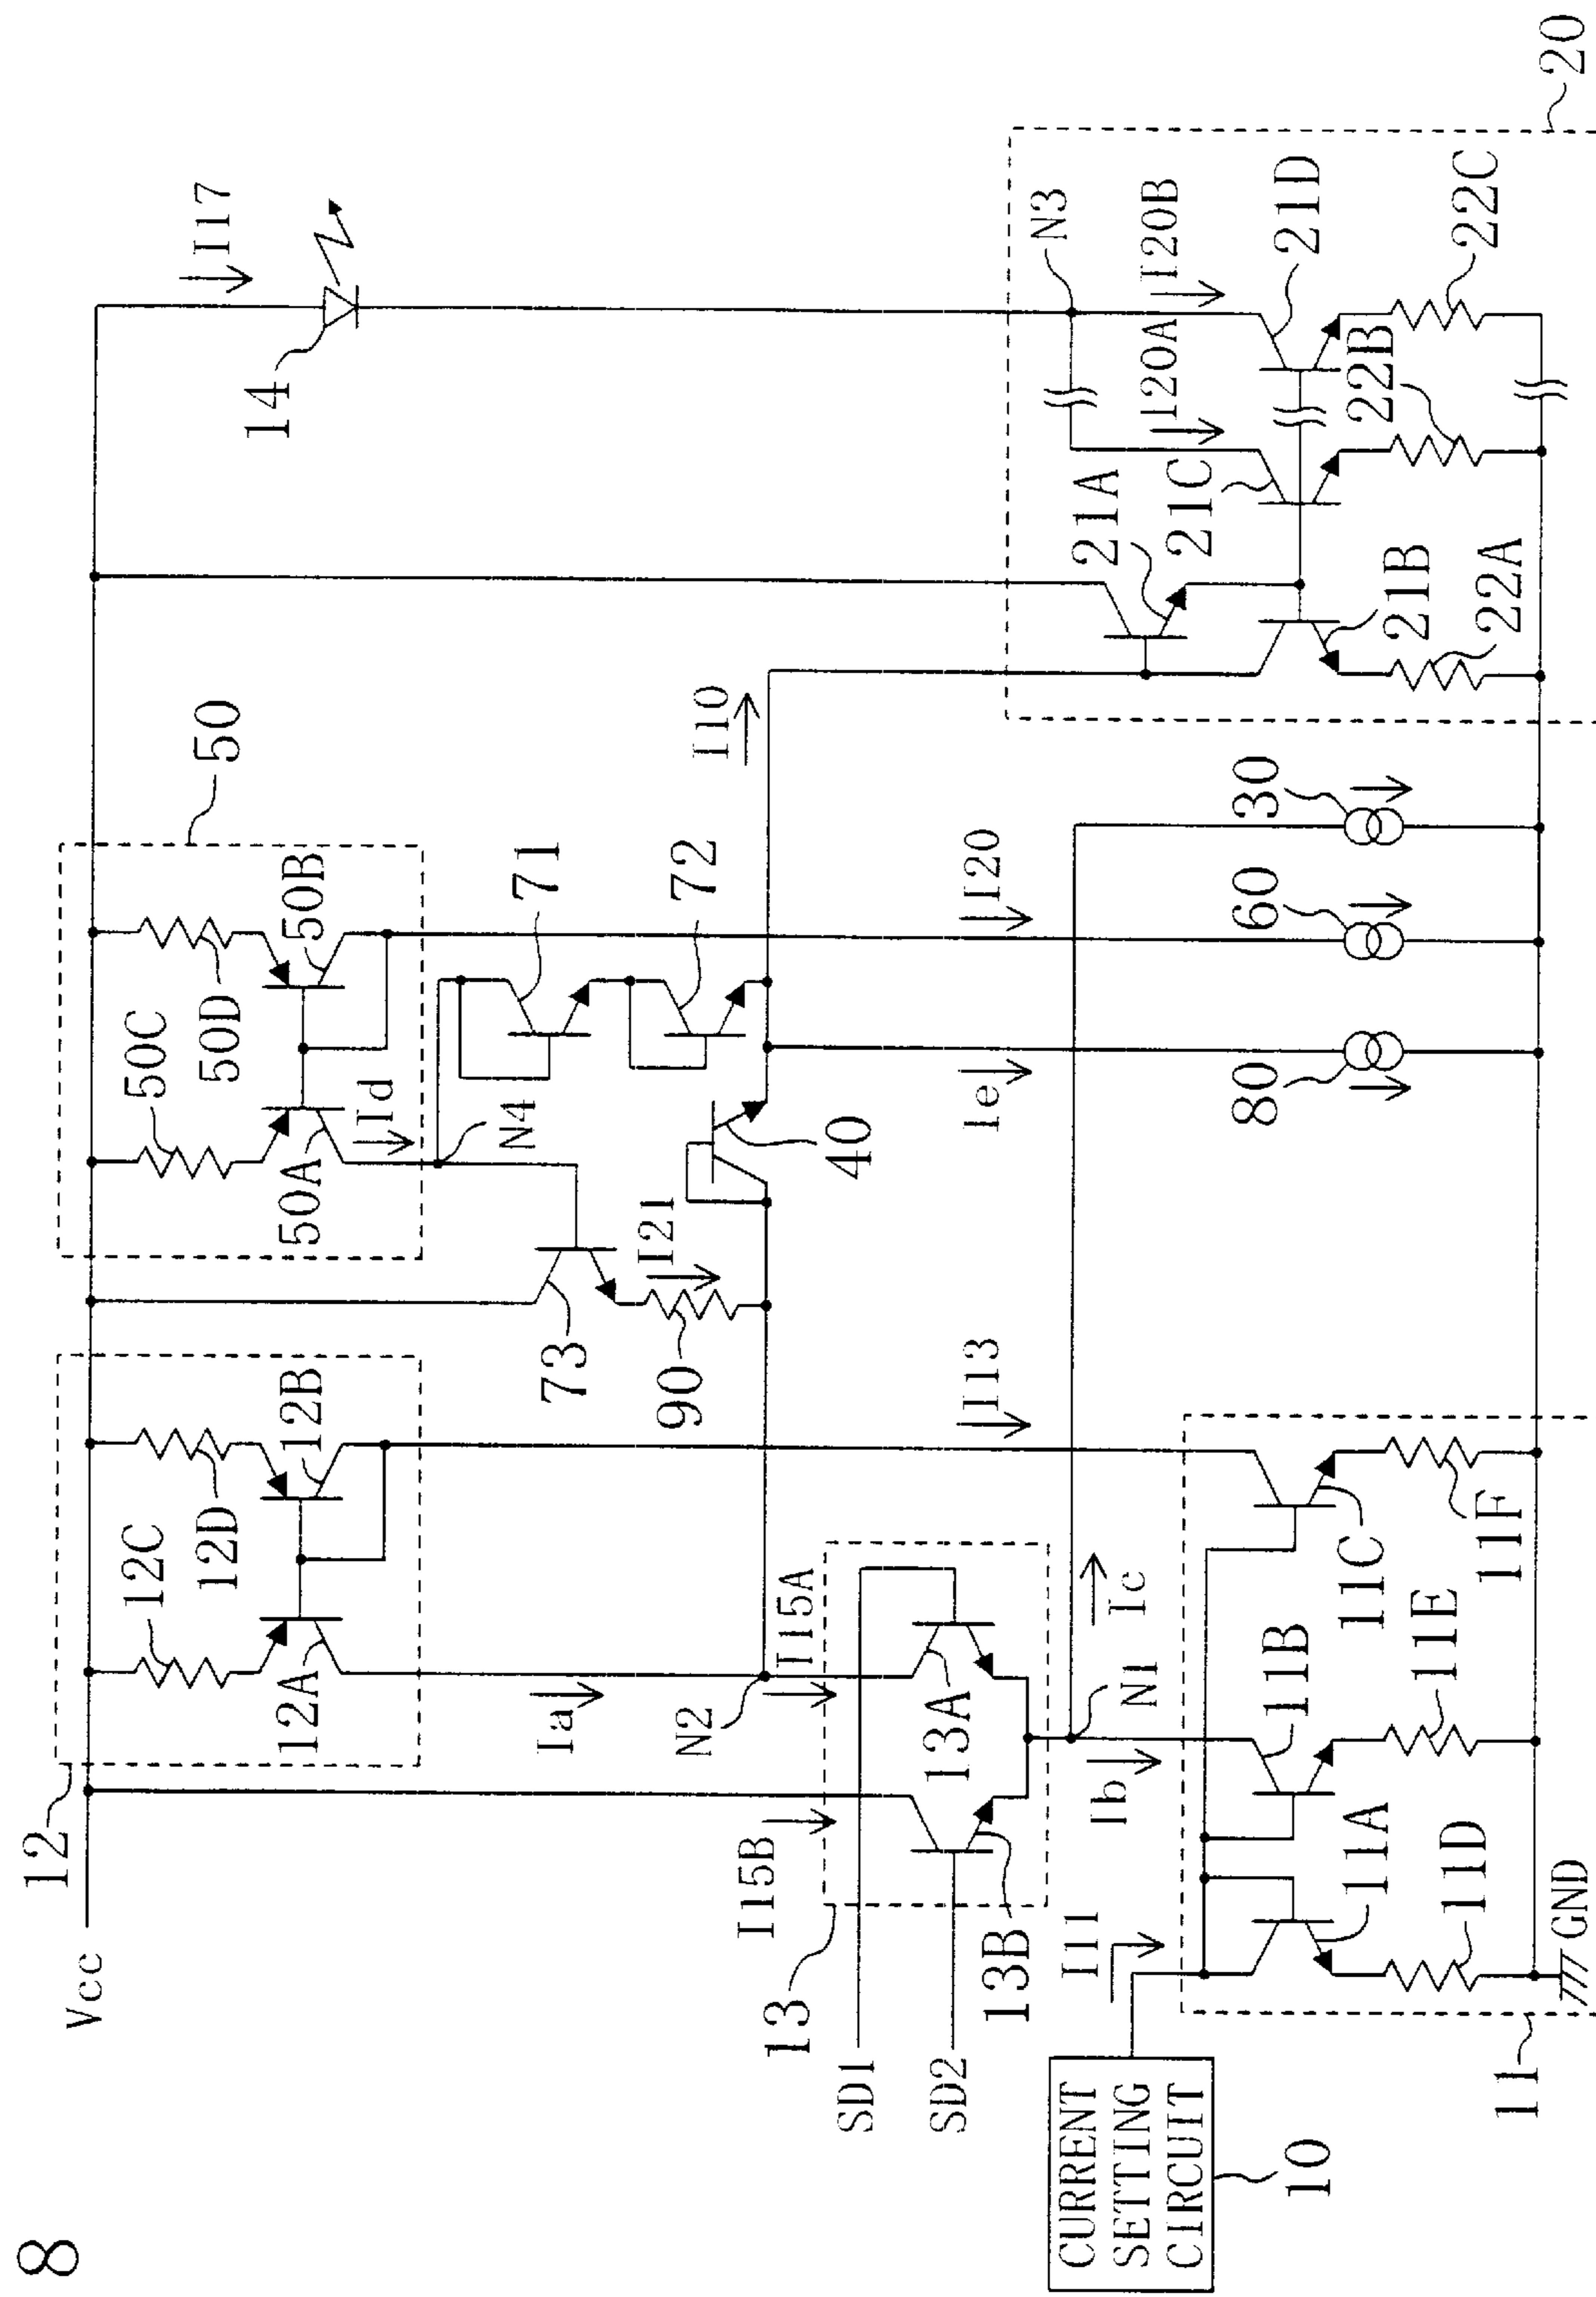 8
Vcc
12
12C
12D
12A
12B
50
50C
50D
50A
50B
Id
N4
71
72
73
I21
90
40
14
I17
Ia
N2
I15A
I15B
13
13A
13B
SD1
SD2
N1
Ib
Ic
I13
Ie
I20
I10
80
60
30
CURRENT
SETTING
CIRCUIT
10
I11
11
11A
11B
11C
11D
11E
11F
GND
20
N3
I20A
I20B
21A
21B
21C
21D
22A
22B
22C